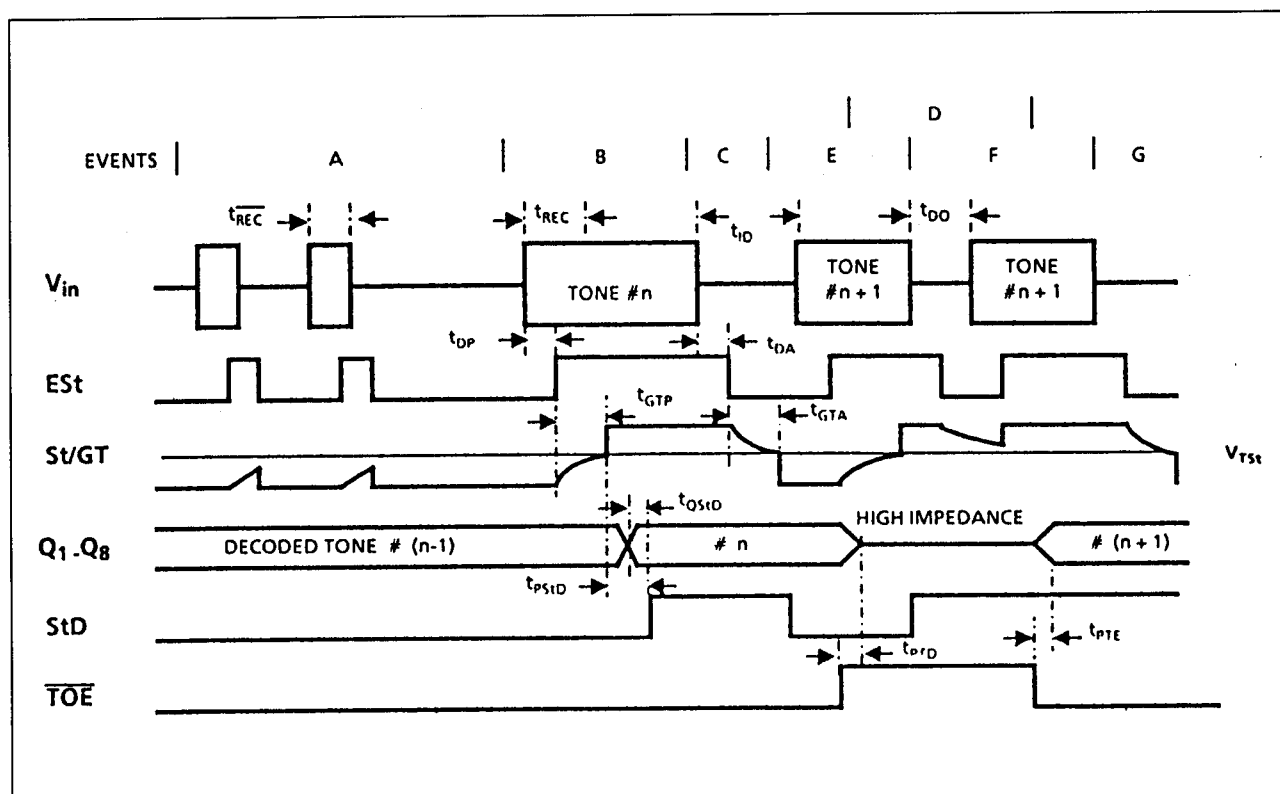 D
EVENTS A B C E F G
tREC tREC tID tDO
Vin TONE #n TONE #n + 1 TONE #n + 1
tDP tDA
ESt
tGTP tGTA
St/GT VTSt
tQStD HIGH IMPEDANCE
Q1-Q8 DECODED TONE # (n-1) # n # (n + 1)
tPStD
StD
tPTD tPTE
TOE